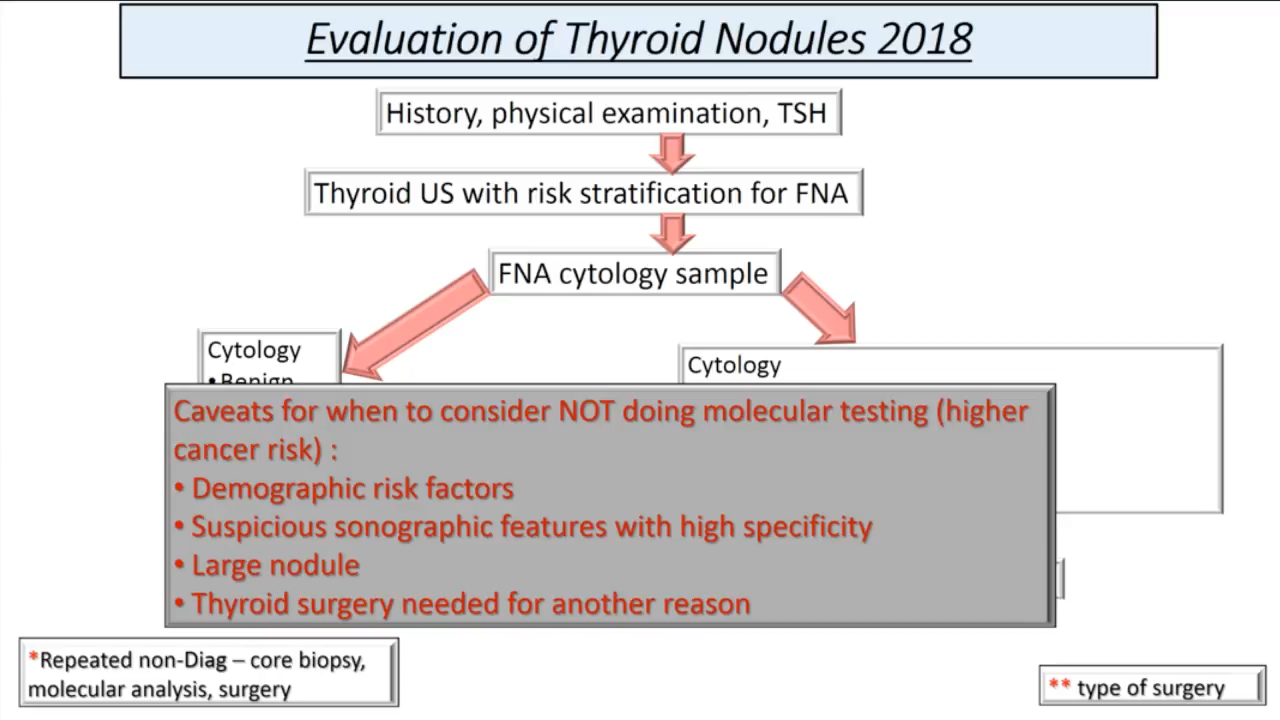 Evaluation of Thyroid Nodules 2018
History, physical examination, TSH
Thyroid US with risk stratification for FNA
FNA cytology sample
Cytology
• Benign
Cytology
Caveats for when to consider NOT doing molecular testing (higher
cancer risk) :
• Demographic risk factors
• Suspicious sonographic features with high specificity
• Large nodule
• Thyroid surgery needed for another reason
*Repeated non-Diag – core biopsy,
molecular analysis, surgery
** type of surgery